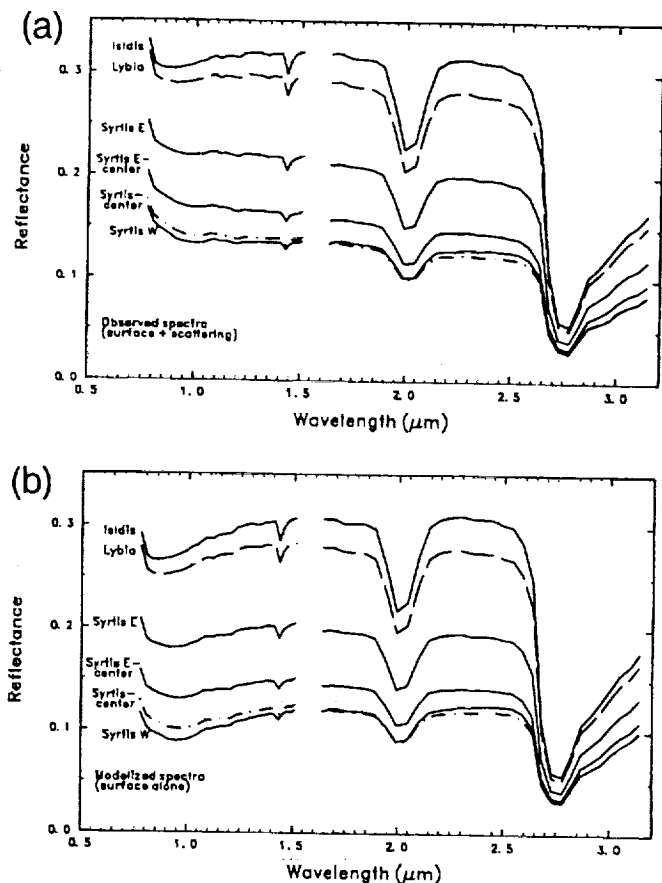 (a)
Isidis
Lybia
Syrtis E
Syrtis E-
center
Syrtis-
center
Syrtis W
Observed spectra
(surface + scattering)
Reflectance
0.3
0.2
0.1
0.0
0.5
1.0
1.5
2.0
2.5
3.0
Wavelength (μm)
(b)
Isidis
Lybia
Syrtis E
Syrtis E-
center
Syrtis-
center
Syrtis W
Modelized spectra
(surface alone)
Reflectance
0.3
0.2
0.1
0.0
0.5
1.0
1.5
2.0
2.5
3.0
Wavelength (μm)